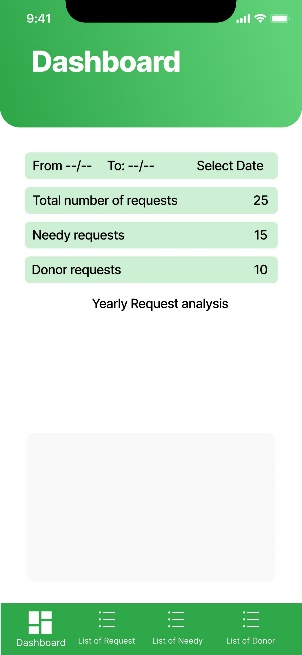 9:41
Dashboard
From --/-- To: --/-- Select Date
Total number of requests 25
Needy requests 15
Donor requests 10
Yearly Request analysis
Dashboard List of Request List of Needy List of Donor